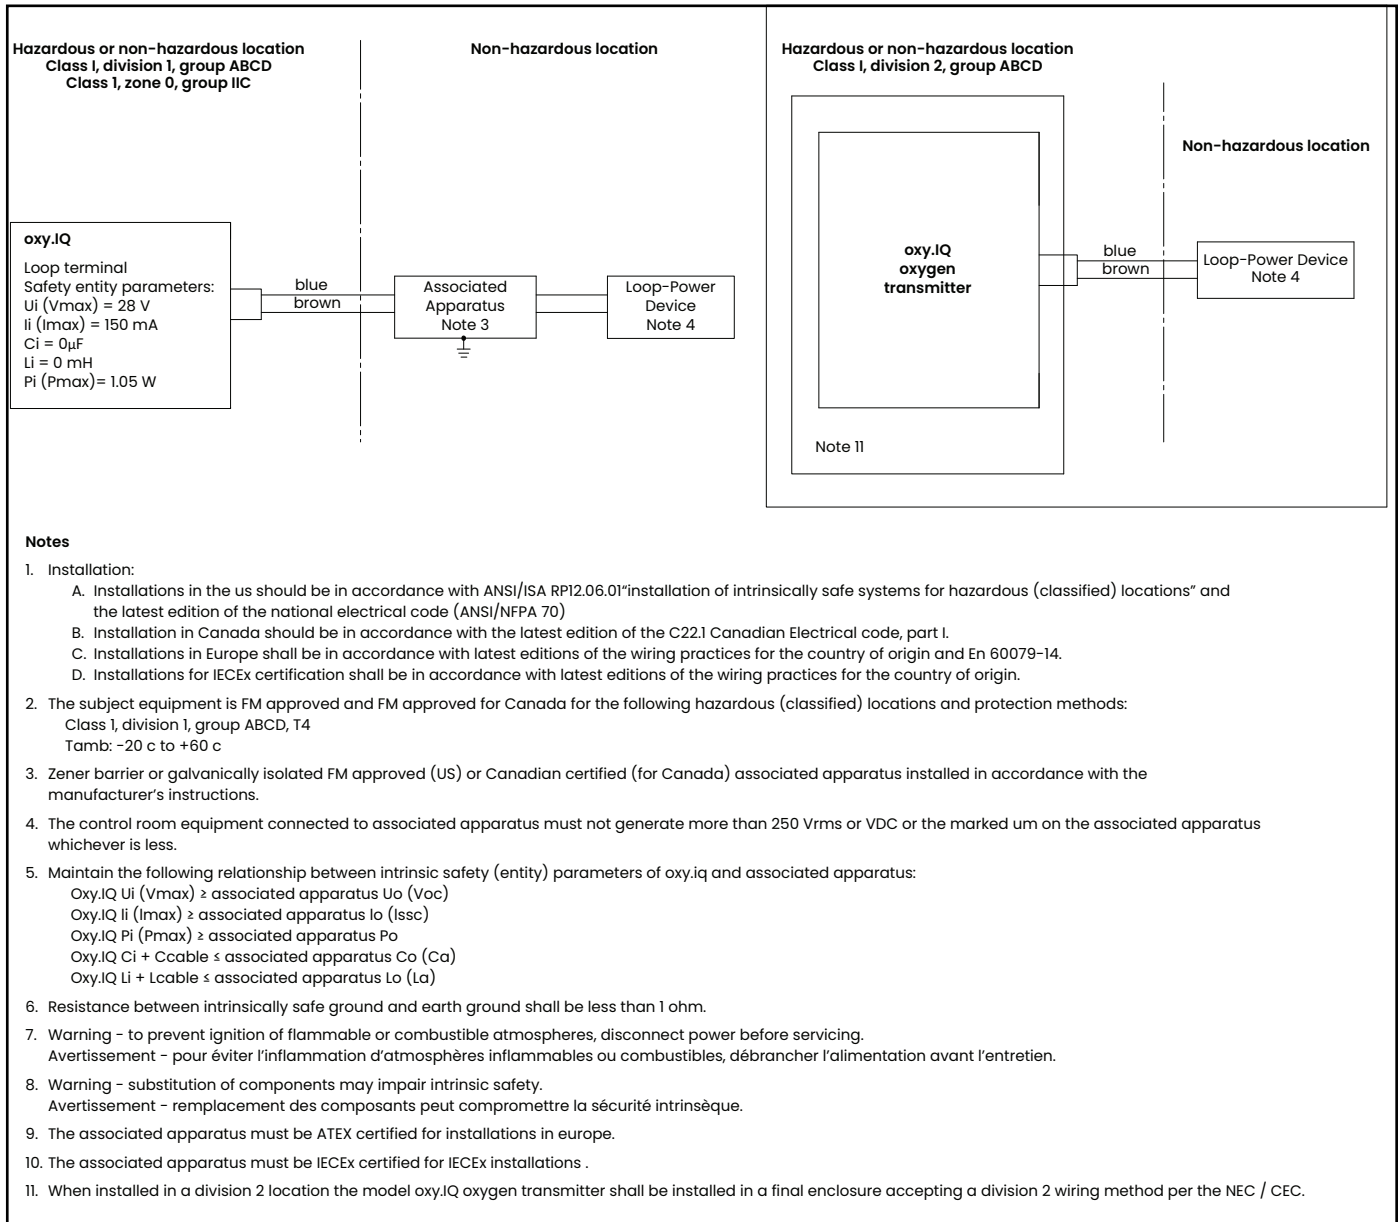 Hazardous or non-hazardous location
Class I, division 1, group ABCD
Class 1, zone 0, group IIC
Non-hazardous location
oxy.IQ
Loop terminal
Safety entity parameters:
Ui (Vmax) = 28 V
Ii (Imax) = 150 mA
Ci = 0µF
Li = 0 mH
Pi (Pmax)= 1.05 W
blue
brown
Associated
Apparatus
Note 3
Loop-Power
Device
Note 4
Hazardous or non-hazardous location
Class I, division 2, group ABCD
Non-hazardous location
oxy.IQ
oxygen
transmitter
Note 11
blue
brown
Loop-Power Device
Note 4
Notes
1. Installation:
A. Installations in the us should be in accordance with ANSI/ISA RP12.06.01“installation of intrinsically safe systems for hazardous (classified) locations” and
the latest edition of the national electrical code (ANSI/NFPA 70)
B. Installation in Canada should be in accordance with the latest edition of the C22.1 Canadian Electrical code, part I.
C. Installations in Europe shall be in accordance with latest editions of the wiring practices for the country of origin and En 60079-14.
D. Installations for IECEx certification shall be in accordance with latest editions of the wiring practices for the country of origin.
2. The subject equipment is FM approved and FM approved for Canada for the following hazardous (classified) locations and protection methods:
Class 1, division 1, group ABCD, T4
Tamb: -20 c to +60 c
3. Zener barrier or galvanically isolated FM approved (US) or Canadian certified (for Canada) associated apparatus installed in accordance with the
manufacturer’s instructions.
4. The control room equipment connected to associated apparatus must not generate more than 250 Vrms or VDC or the marked um on the associated apparatus
whichever is less.
5. Maintain the following relationship between intrinsic safety (entity) parameters of oxy.iq and associated apparatus:
Oxy.IQ Ui (Vmax) ≥ associated apparatus Uo (Voc)
Oxy.IQ Ii (Imax) ≥ associated apparatus Io (Issc)
Oxy.IQ Pi (Pmax) ≥ associated apparatus Po
Oxy.IQ Ci + Ccable ≤ associated apparatus Co (Ca)
Oxy.IQ Li + Lcable ≤ associated apparatus Lo (La)
6. Resistance between intrinsically safe ground and earth ground shall be less than 1 ohm.
7. Warning - to prevent ignition of flammable or combustible atmospheres, disconnect power before servicing.
Avertissement - pour éviter l’inflammation d’atmosphères inflammables ou combustibles, débrancher l’alimentation avant l’entretien.
8. Warning - substitution of components may impair intrinsic safety.
Avertissement - remplacement des composants peut compromettre la sécurité intrinsèque.
9. The associated apparatus must be ATEX certified for installations in europe.
10. The associated apparatus must be IECEx certified for IECEx installations .
11. When installed in a division 2 location the model oxy.IQ oxygen transmitter shall be installed in a final enclosure accepting a division 2 wiring method per the NEC / CEC.